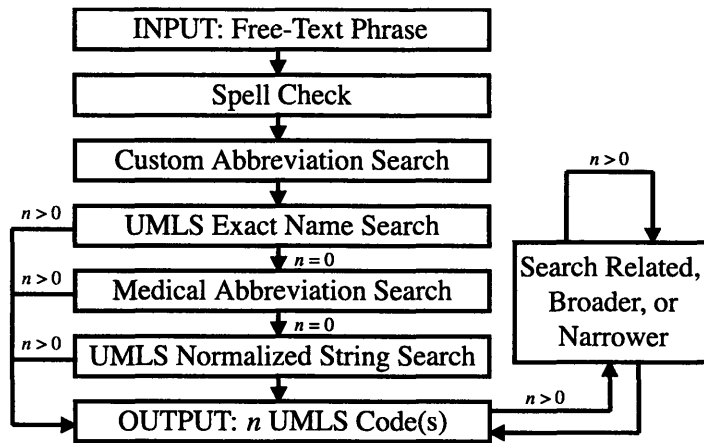 INPUT: Free-Text Phrase
Spell Check
Custom Abbreviation Search
n > 0
n > 0
UMLS Exact Name Search
n = 0
Search Related,
Broader, or
Narrower
n > 0
Medical Abbreviation Search
n = 0
n > 0
UMLS Normalized String Search
n > 0
OUTPUT: n UMLS Code(s)